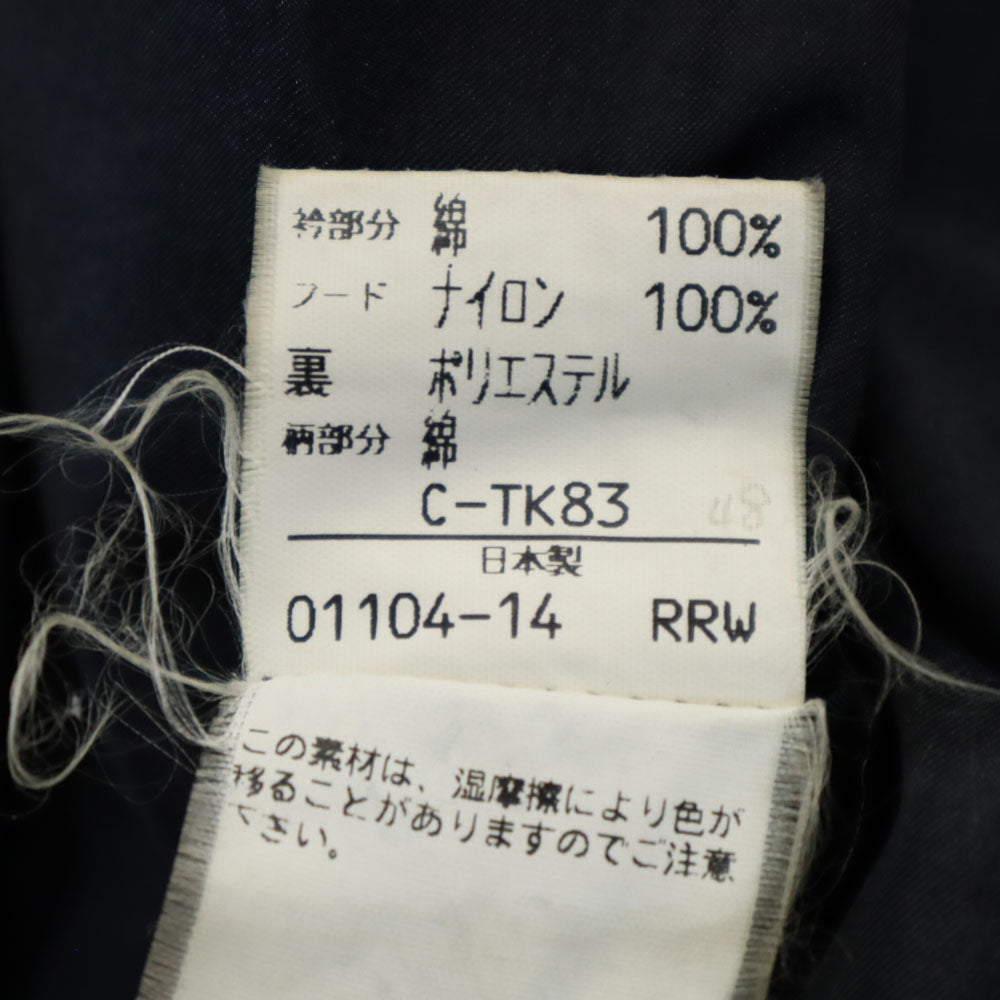 衿部分 綿 100%
フード ナイロン 100%
裏 ポリエステル
柄部分 綿
C-TK83 48
日本製
01104-14 RRW
この素材は、湿摩擦により色が
移ることがありますのでご注意
下さい。